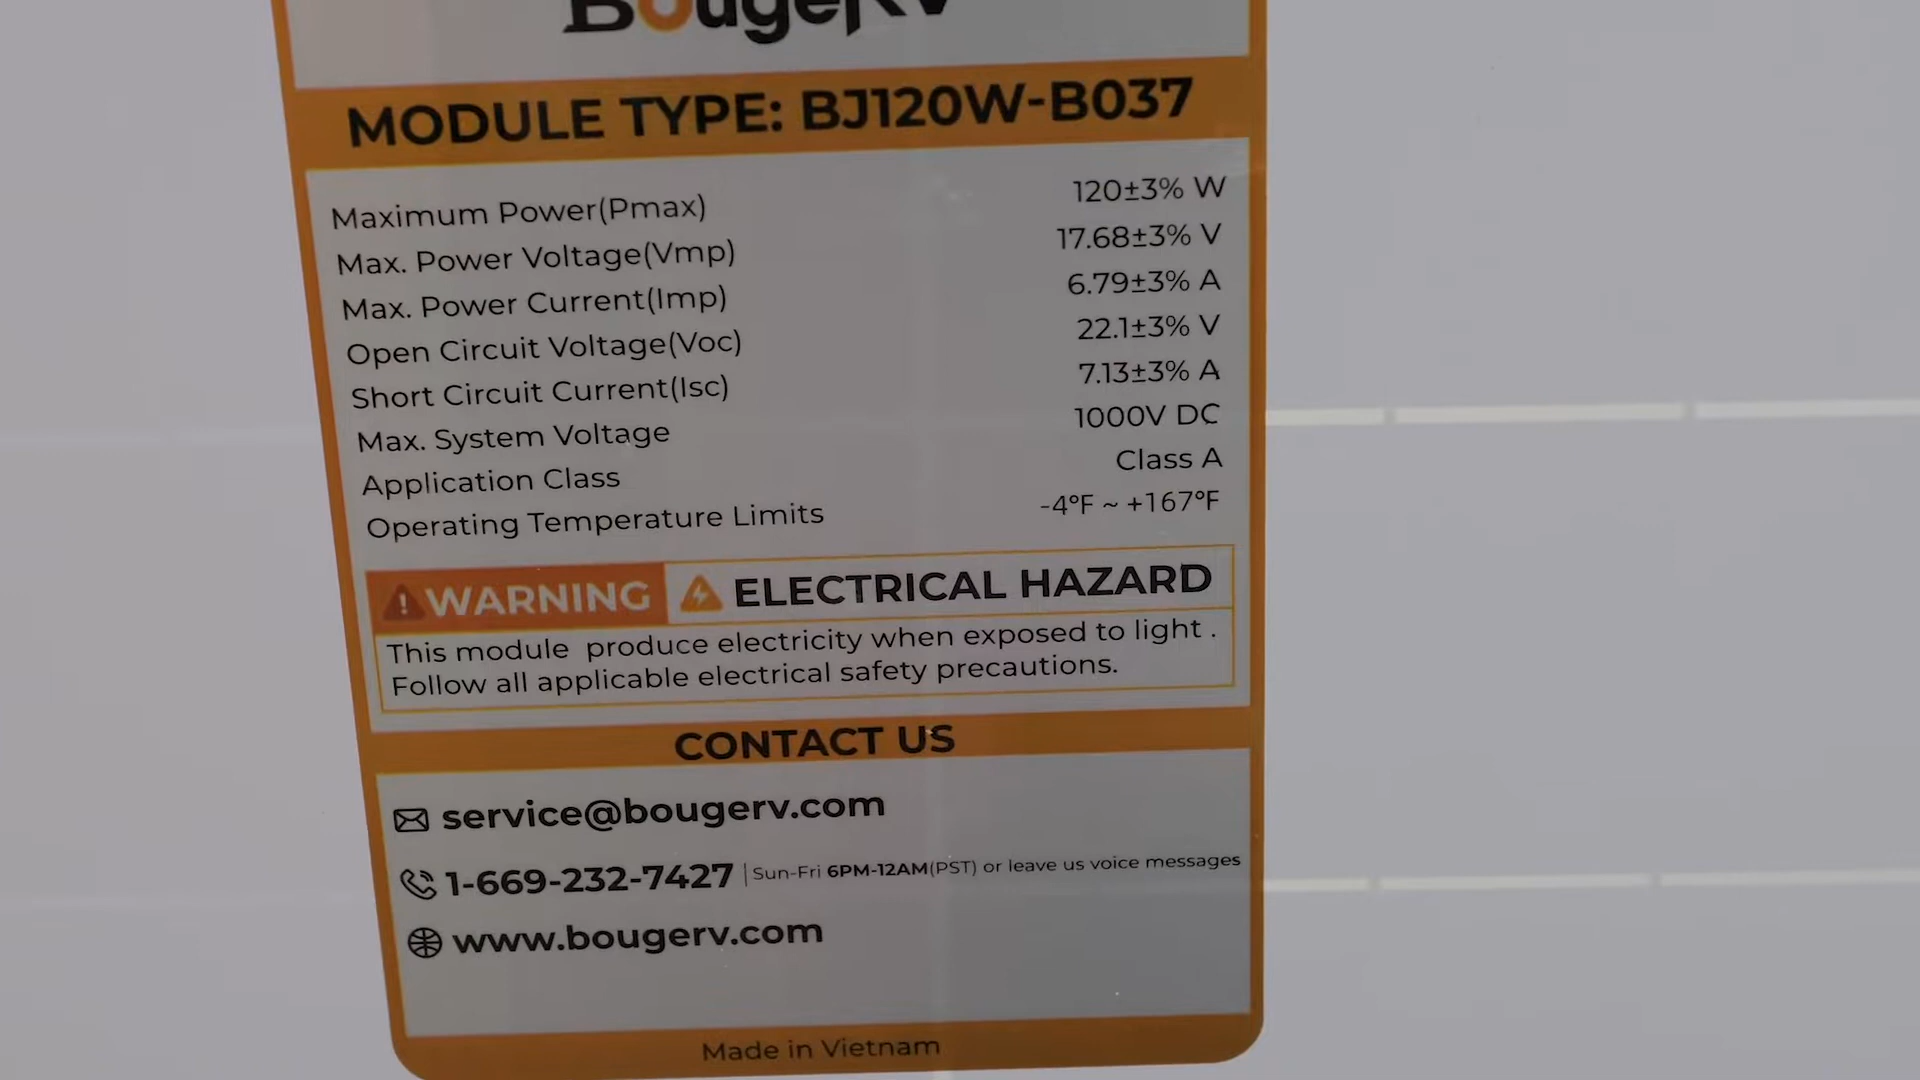 BougeRV
MODULE TYPE: BJ120W-B037
Maximum Power(Pmax) 120±3% W
Max. Power Voltage(Vmp) 17.68±3% V
Max. Power Current(Imp) 6.79±3% A
Open Circuit Voltage(Voc) 22.1±3% V
Short Circuit Current(Isc) 7.13±3% A
Max. System Voltage 1000V DC
Application Class Class A
Operating Temperature Limits -4°F ~ +167°F
WARNING ELECTRICAL HAZARD
This module produce electricity when exposed to light .
Follow all applicable electrical safety precautions.
CONTACT US
service@bougerv.com
1-669-232-7427 | Sun-Fri 6PM-12AM(PST) or leave us voice messages
www.bougerv.com
Made in Vietnam